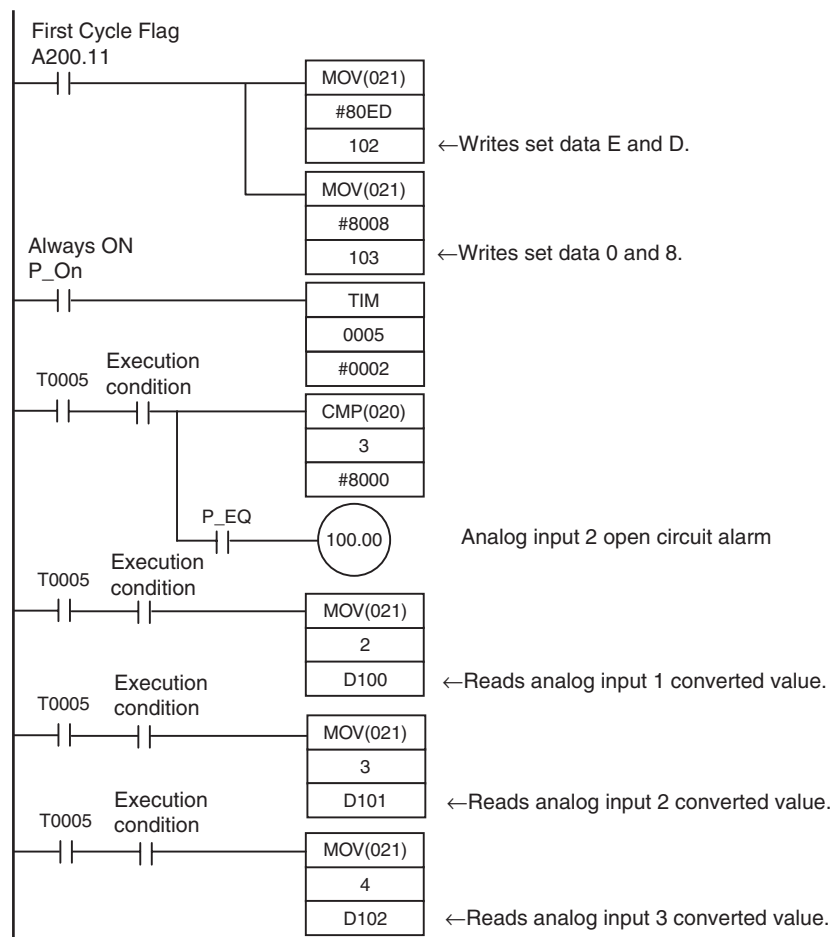 First Cycle Flag
A200.11
MOV(021)
#80ED
102
←Writes set data E and D.
MOV(021)
#8008
103
←Writes set data 0 and 8.
Always ON
P_On
TIM
0005
#0002
T0005
Execution
condition
CMP(020)
3
#8000
P_EQ
100.00
Analog input 2 open circuit alarm
T0005
Execution
condition
MOV(021)
2
D100
←Reads analog input 1 converted value.
T0005
Execution
condition
MOV(021)
3
D101
←Reads analog input 2 converted value.
T0005
Execution
condition
MOV(021)
4
D102
←Reads analog input 3 converted value.